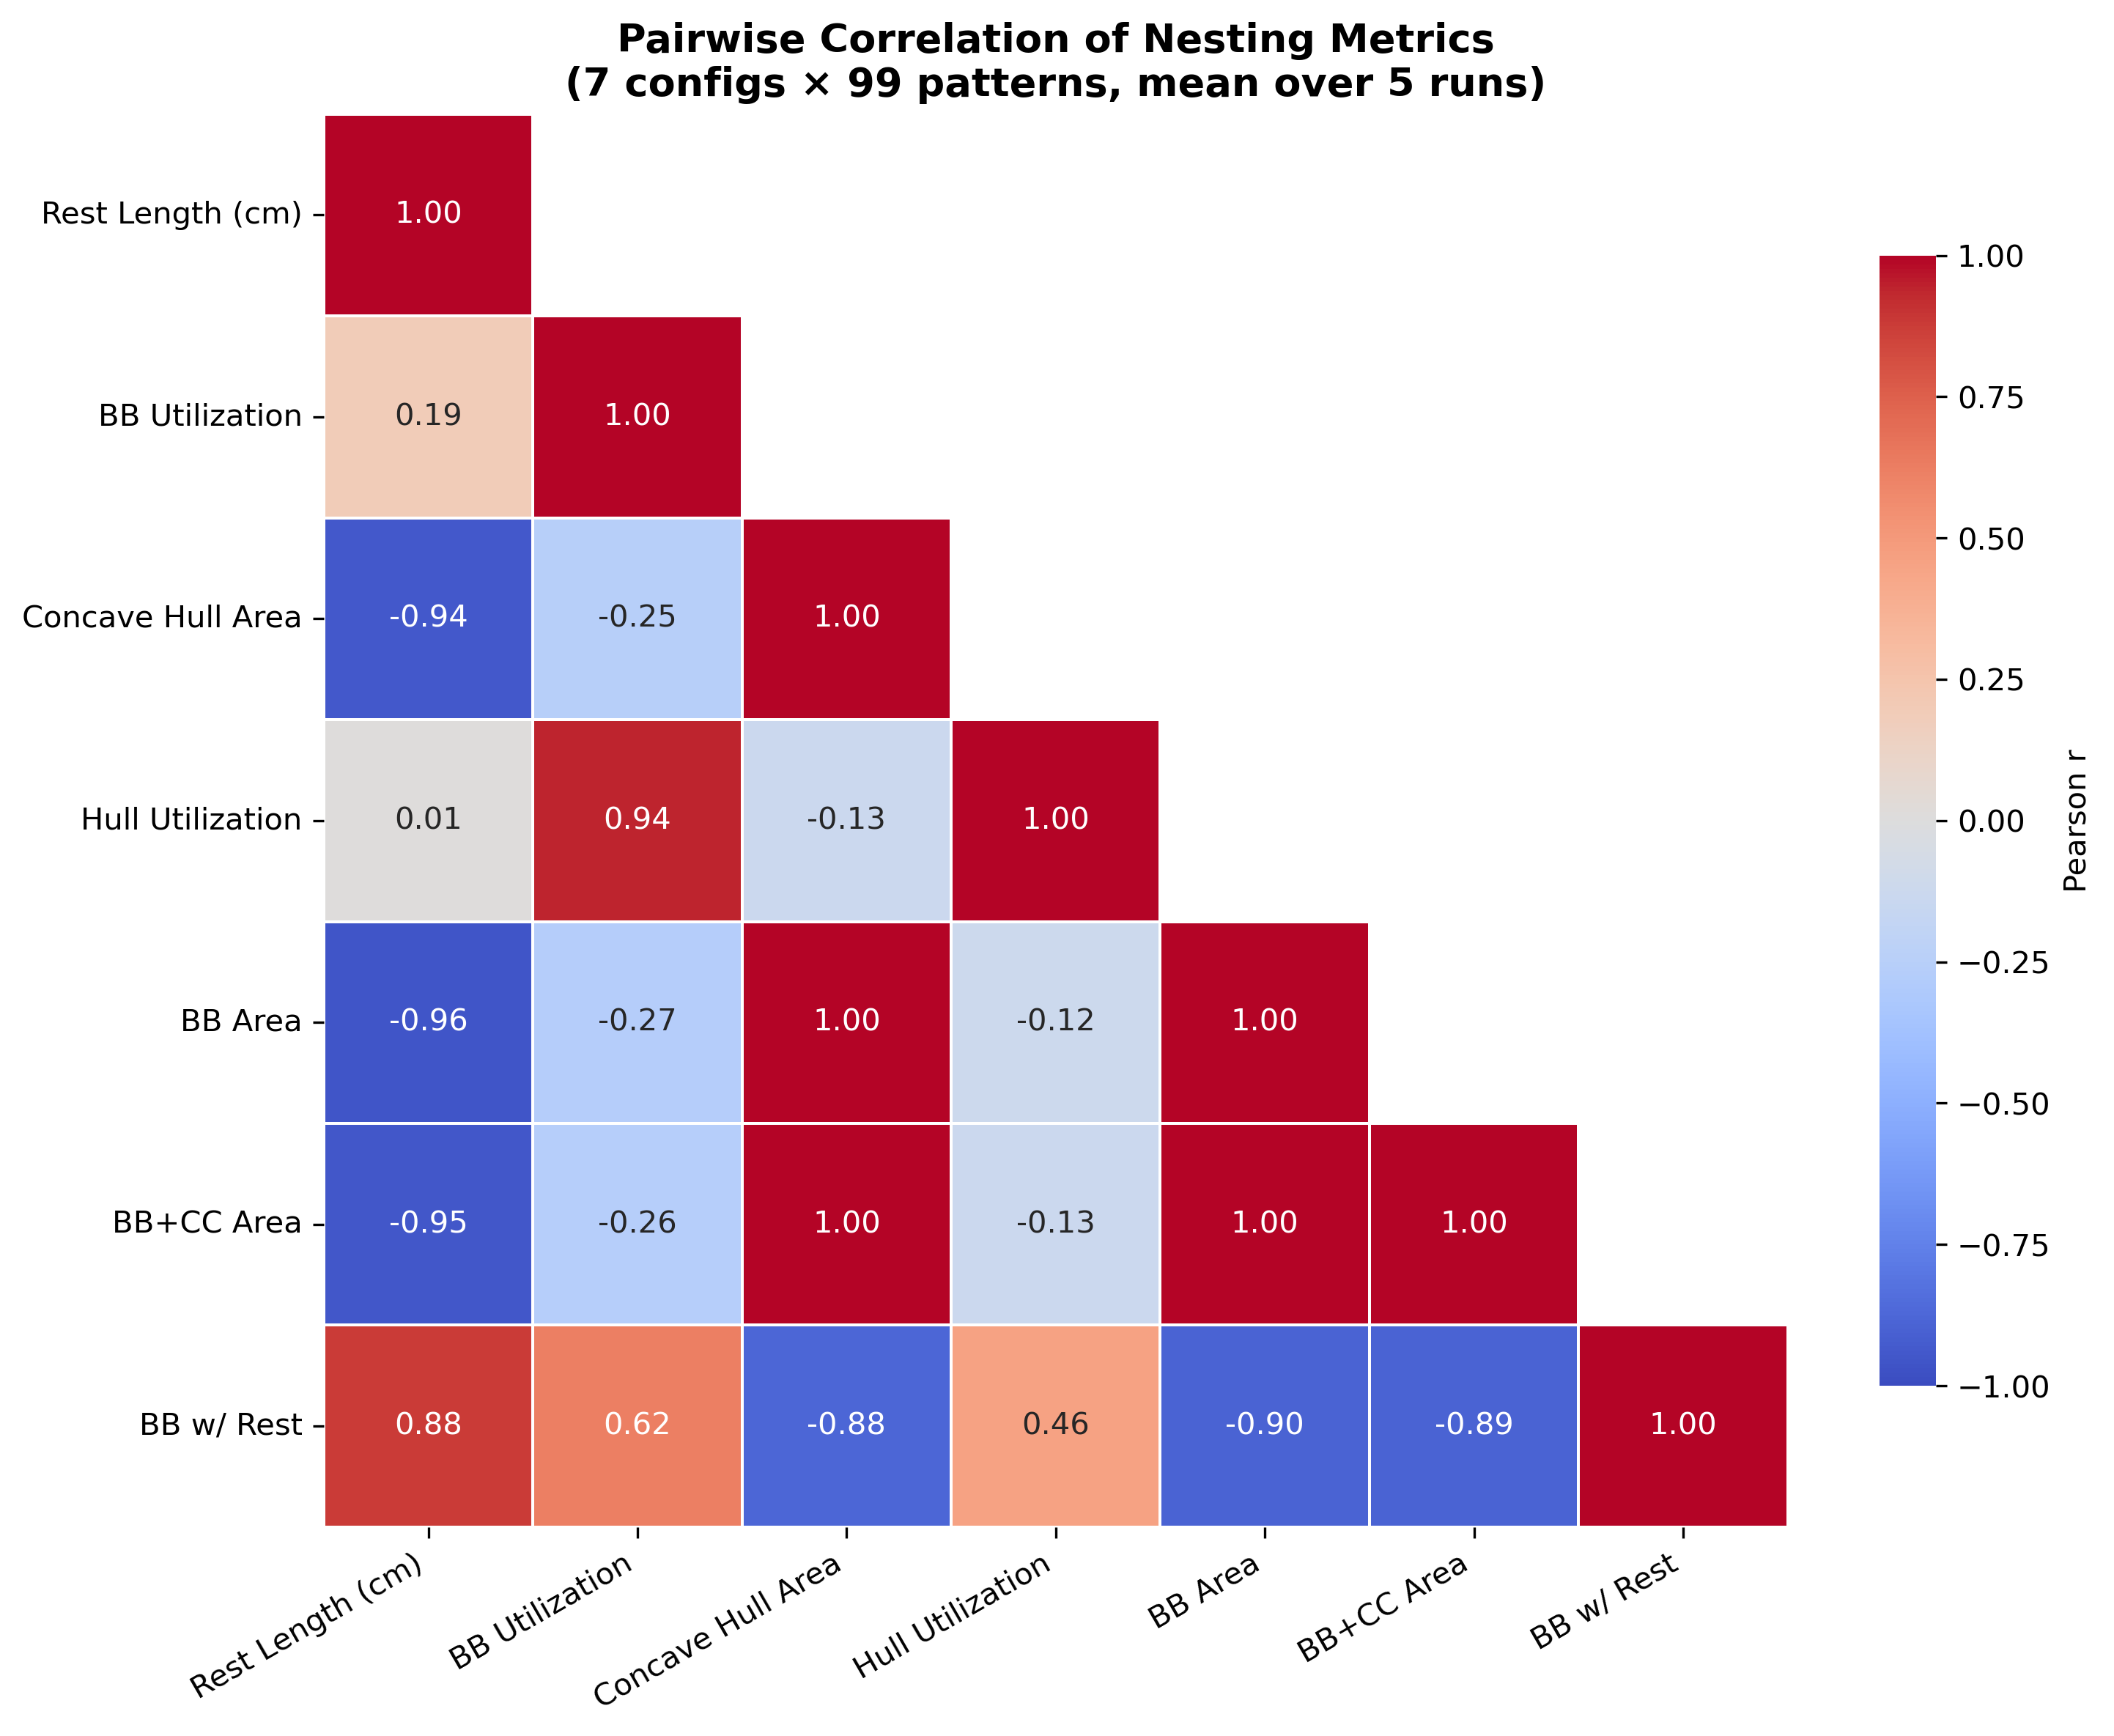 Pairwise Correlation of Nesting Metrics
(7 configs × 99 patterns, mean over 5 runs)
Rest Length (cm) 1.00
BB Utilization 0.19 1.00
Concave Hull Area -0.94 -0.25 1.00
Hull Utilization 0.01 0.94 -0.13 1.00
BB Area -0.96 -0.27 1.00 -0.12 1.00
BB+CC Area -0.95 -0.26 1.00 -0.13 1.00 1.00
BB w/ Rest 0.88 0.62 -0.88 0.46 -0.90 -0.89 1.00
Rest Length (cm)
BB Utilization
Concave Hull Area
Hull Utilization
BB Area
BB+CC Area
BB w/ Rest
1.00
0.75
0.50
0.25
0.00
−0.25
−0.50
−0.75
−1.00
Pearson r